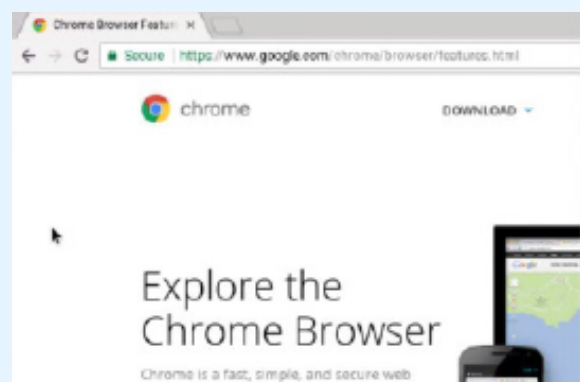 Chrome Browser Featur
Secure https://www.google.com/chrome/browser/features.html
chrome
DOWNLOAD
Explore the
Chrome Browser
Chrome is a fast, simple, and secure web
Google